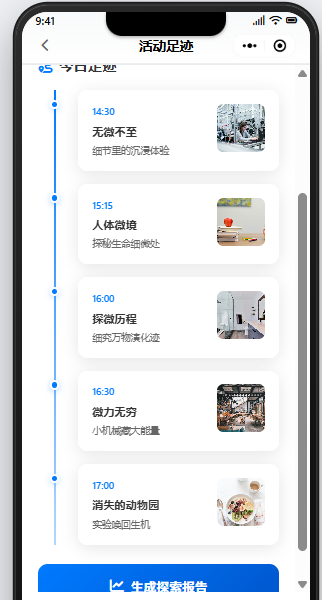 9:41
活动足迹
今日足迹
14:30
无微不至
细节里的沉浸体验
15:15
人体微境
探秘生命细微处
16:00
探微历程
细究万物演化迹
16:30
微力无穷
小机械藏大能量
17:00
消失的动物园
实验唤回生机
生成探索报告